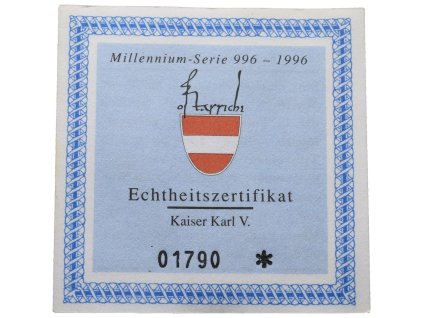 Millennium-Serie 996 – 1996
ostarrichi
Echtheitszertifikat
Kaiser Karl V.
01790 *